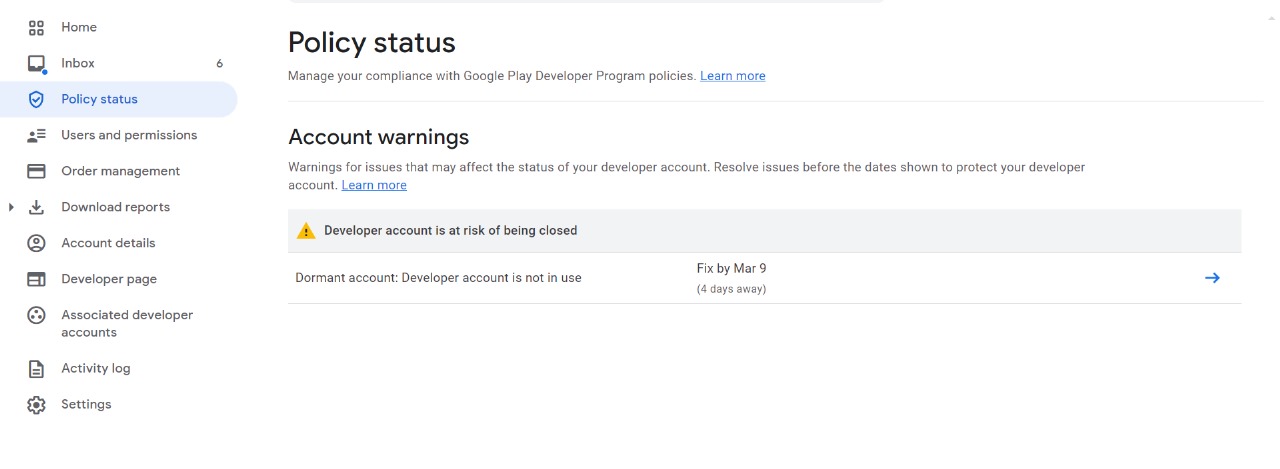 Home
Inbox 6
Policy status
Users and permissions
Order management
Download reports
Account details
Developer page
Associated developer
accounts
Activity log
Settings
Policy status
Manage your compliance with Google Play Developer Program policies. Learn more
Account warnings
Warnings for issues that may affect the status of your developer account. Resolve issues before the dates shown to protect your developer
account. Learn more
Developer account is at risk of being closed
Dormant account: Developer account is not in use
Fix by Mar 9
(4 days away)